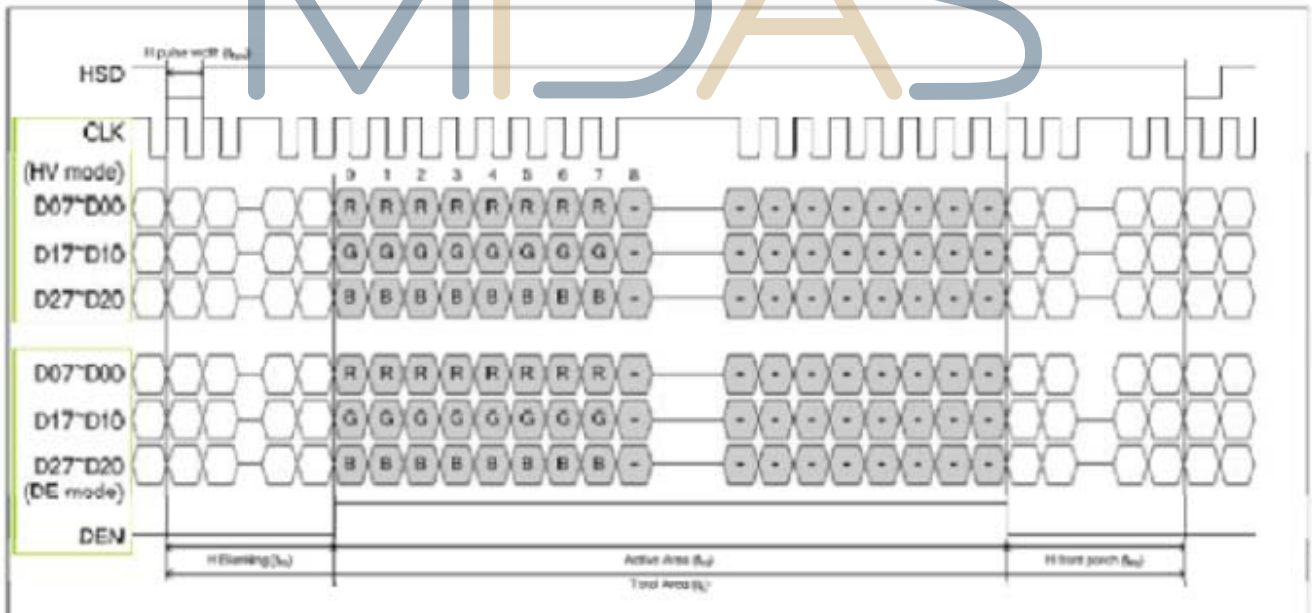 MIDAS
H pulse width
HSD
CLK
(HV mode)
0 1 2 3 4 5 6 7 8
D07~D00 R R R R R R R R - - - - - - - - -
D17~D10 G G G G G G G G - - - - - - - - -
D27~D20 B B B B B B B B - - - - - - - - -
D07~D00 R R R R R R R R - - - - - - - - -
D17~D10 G G G G G G G G - - - - - - - - -
D27~D20 B B B B B B B B - - - - - - - - -
(DE mode)
DEN
H Blanking Active Area H front porch
Total Area